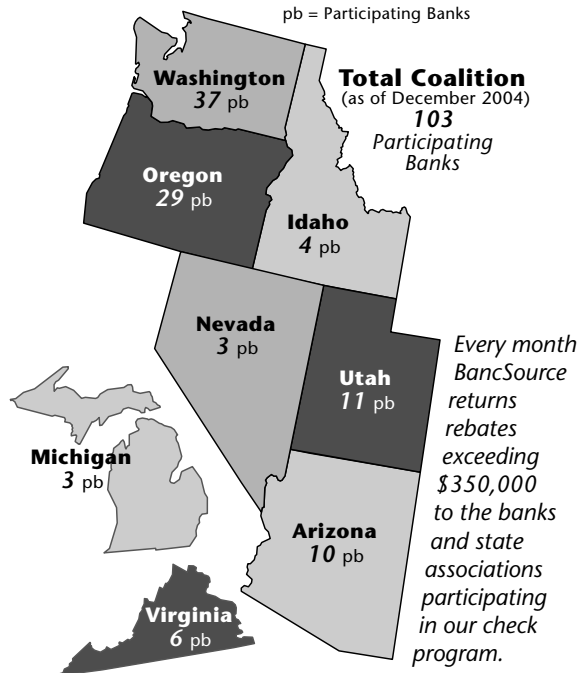 pb = Participating Banks
Washington
37 pb
Total Coalition
(as of December 2004)
103
Participating
Banks
Oregon
29 pb
Idaho
4 pb
Nevada
3 pb
Utah
11 pb
Every month
BancSource
returns
rebates
exceeding
$350,000
to the banks
and state
associations
participating
in our check
program.
Michigan
3 pb
Arizona
10 pb
Virginia
6 pb